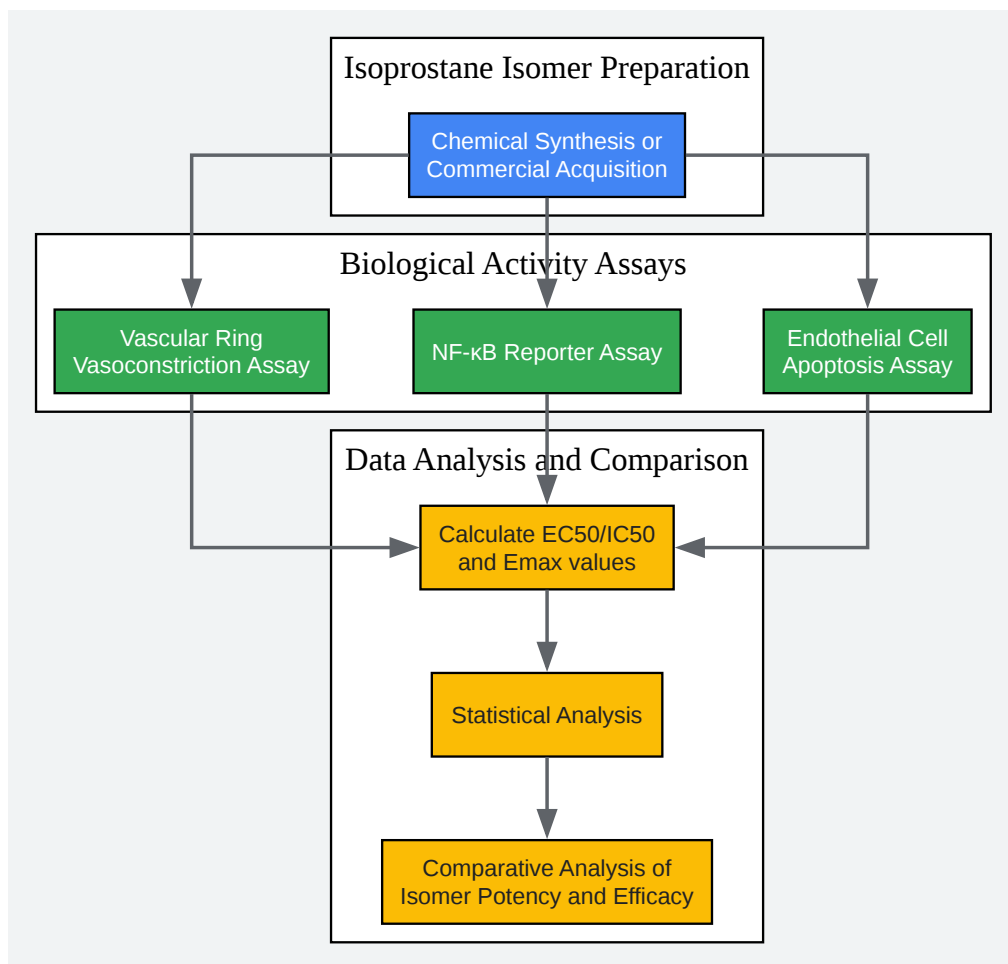 Isoprostane Isomer Preparation
Chemical Synthesis or
Commercial Acquisition
Biological Activity Assays
Vascular Ring
Vasoconstriction Assay
NF-κB Reporter Assay
Endothelial Cell
Apoptosis Assay
Data Analysis and Comparison
Calculate EC50/IC50
and Emax values
Statistical Analysis
Comparative Analysis of
Isomer Potency and Efficacy